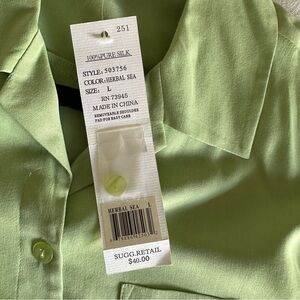 251
100% PURE SILK
STYLE: 503756
COLOR: HERBAL SEA
SIZE: L
RN 73945
MADE IN CHINA
REMOVEABLE SHOULDER
PAD FOR EASY CARE
HERBAL SEA L
SUGG.RETAIL
$40.00